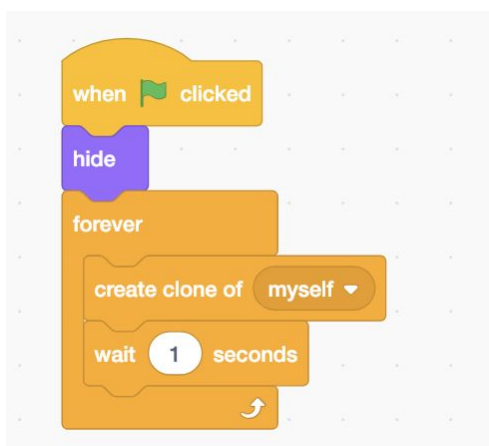 when clicked
hide
forever
create clone of myself
wait 1 seconds